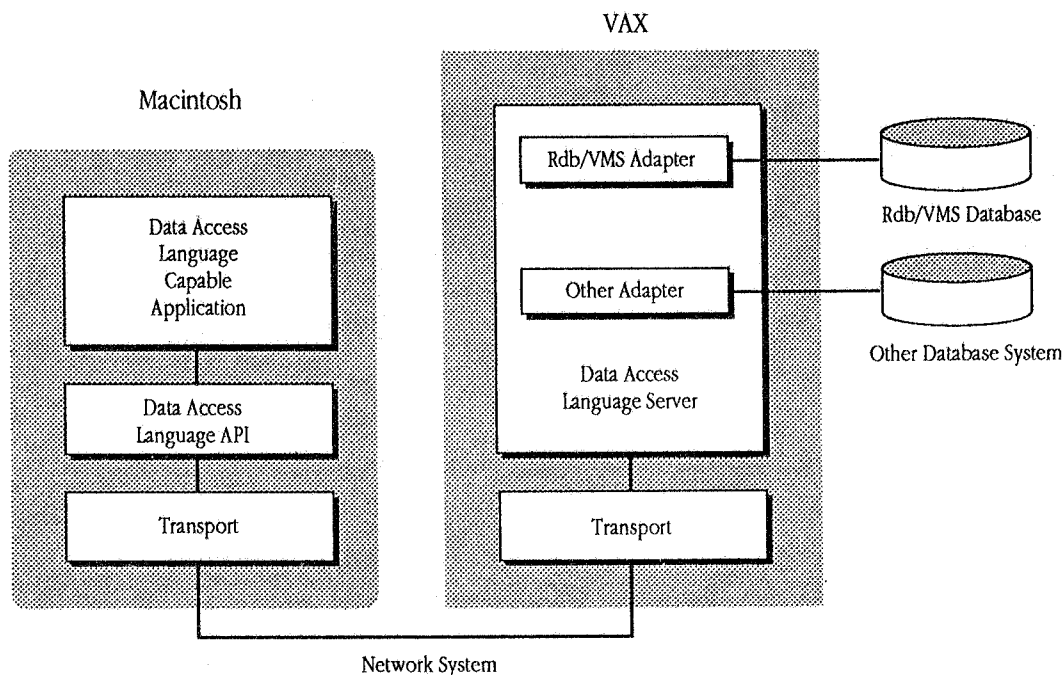 VAX
Macintosh
Data Access
Language
Capable
Application
Data Access
Language API
Transport
Rdb/VMS Adapter
Other Adapter
Data Access
Language Server
Transport
Rdb/VMS Database
Other Database System
Network System